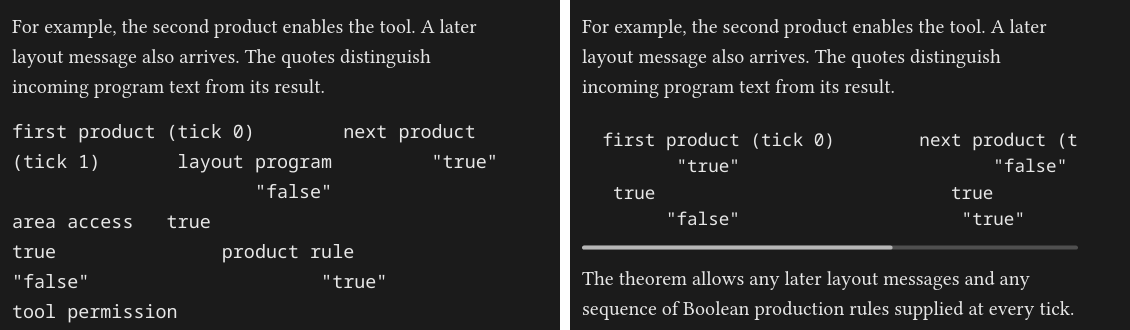 For example, the second product enables the tool. A later
layout message also arrives. The quotes distinguish
incoming program text from its result.
first product (tick 0)        next product
(tick 1)       layout program         "true"
"false"
area access   true
true               product rule
"false"                     "true"
tool permission
For example, the second product enables the tool. A later
layout message also arrives. The quotes distinguish
incoming program text from its result.
first product (tick 0)        next product (t
"true"                        "false"
true                            true
"false"                     "true"
The theorem allows any later layout messages and any
sequence of Boolean production rules supplied at every tick.